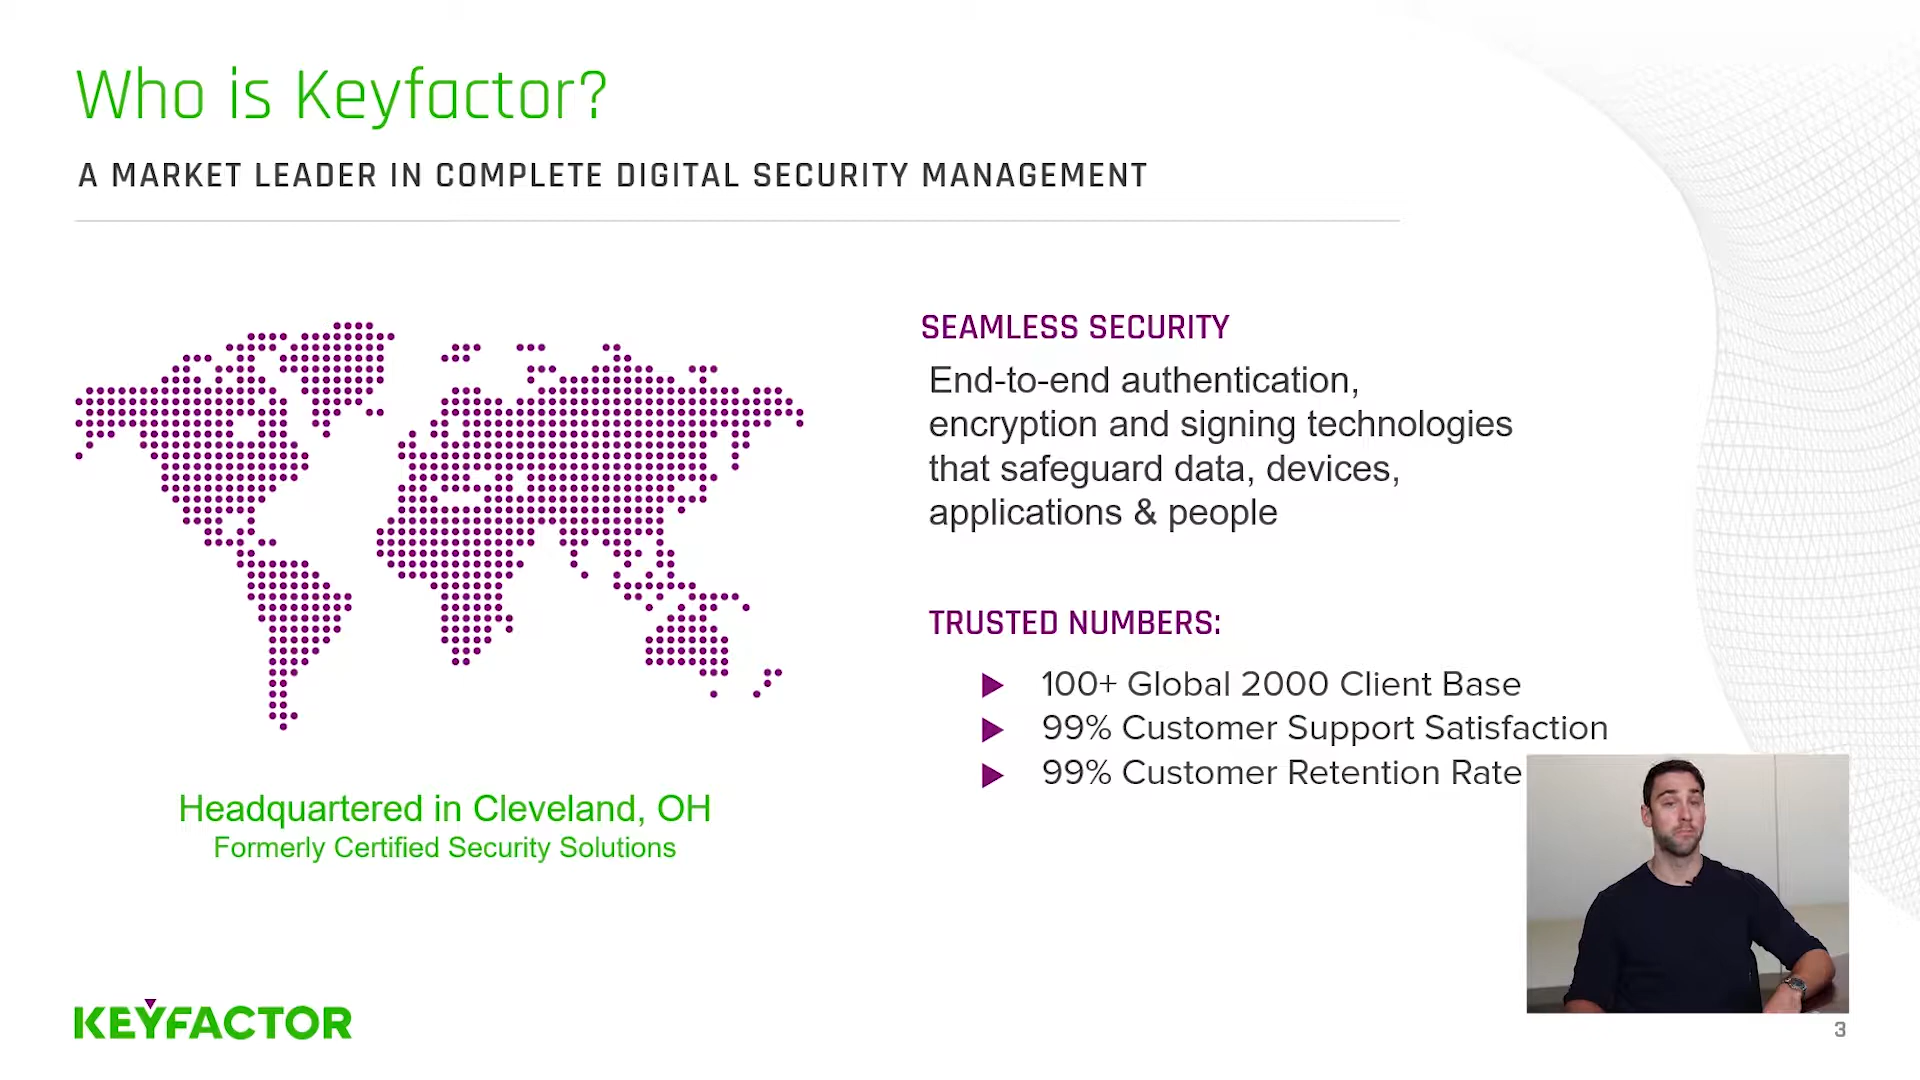 Who is Keyfactor?
A MARKET LEADER IN COMPLETE DIGITAL SECURITY MANAGEMENT
SEAMLESS SECURITY
End-to-end authentication,
encryption and signing technologies
that safeguard data, devices,
applications & people
TRUSTED NUMBERS:
100+ Global 2000 Client Base
99% Customer Support Satisfaction
99% Customer Retention Rate
Headquartered in Cleveland, OH
Formerly Certified Security Solutions
KEYFACTOR
3